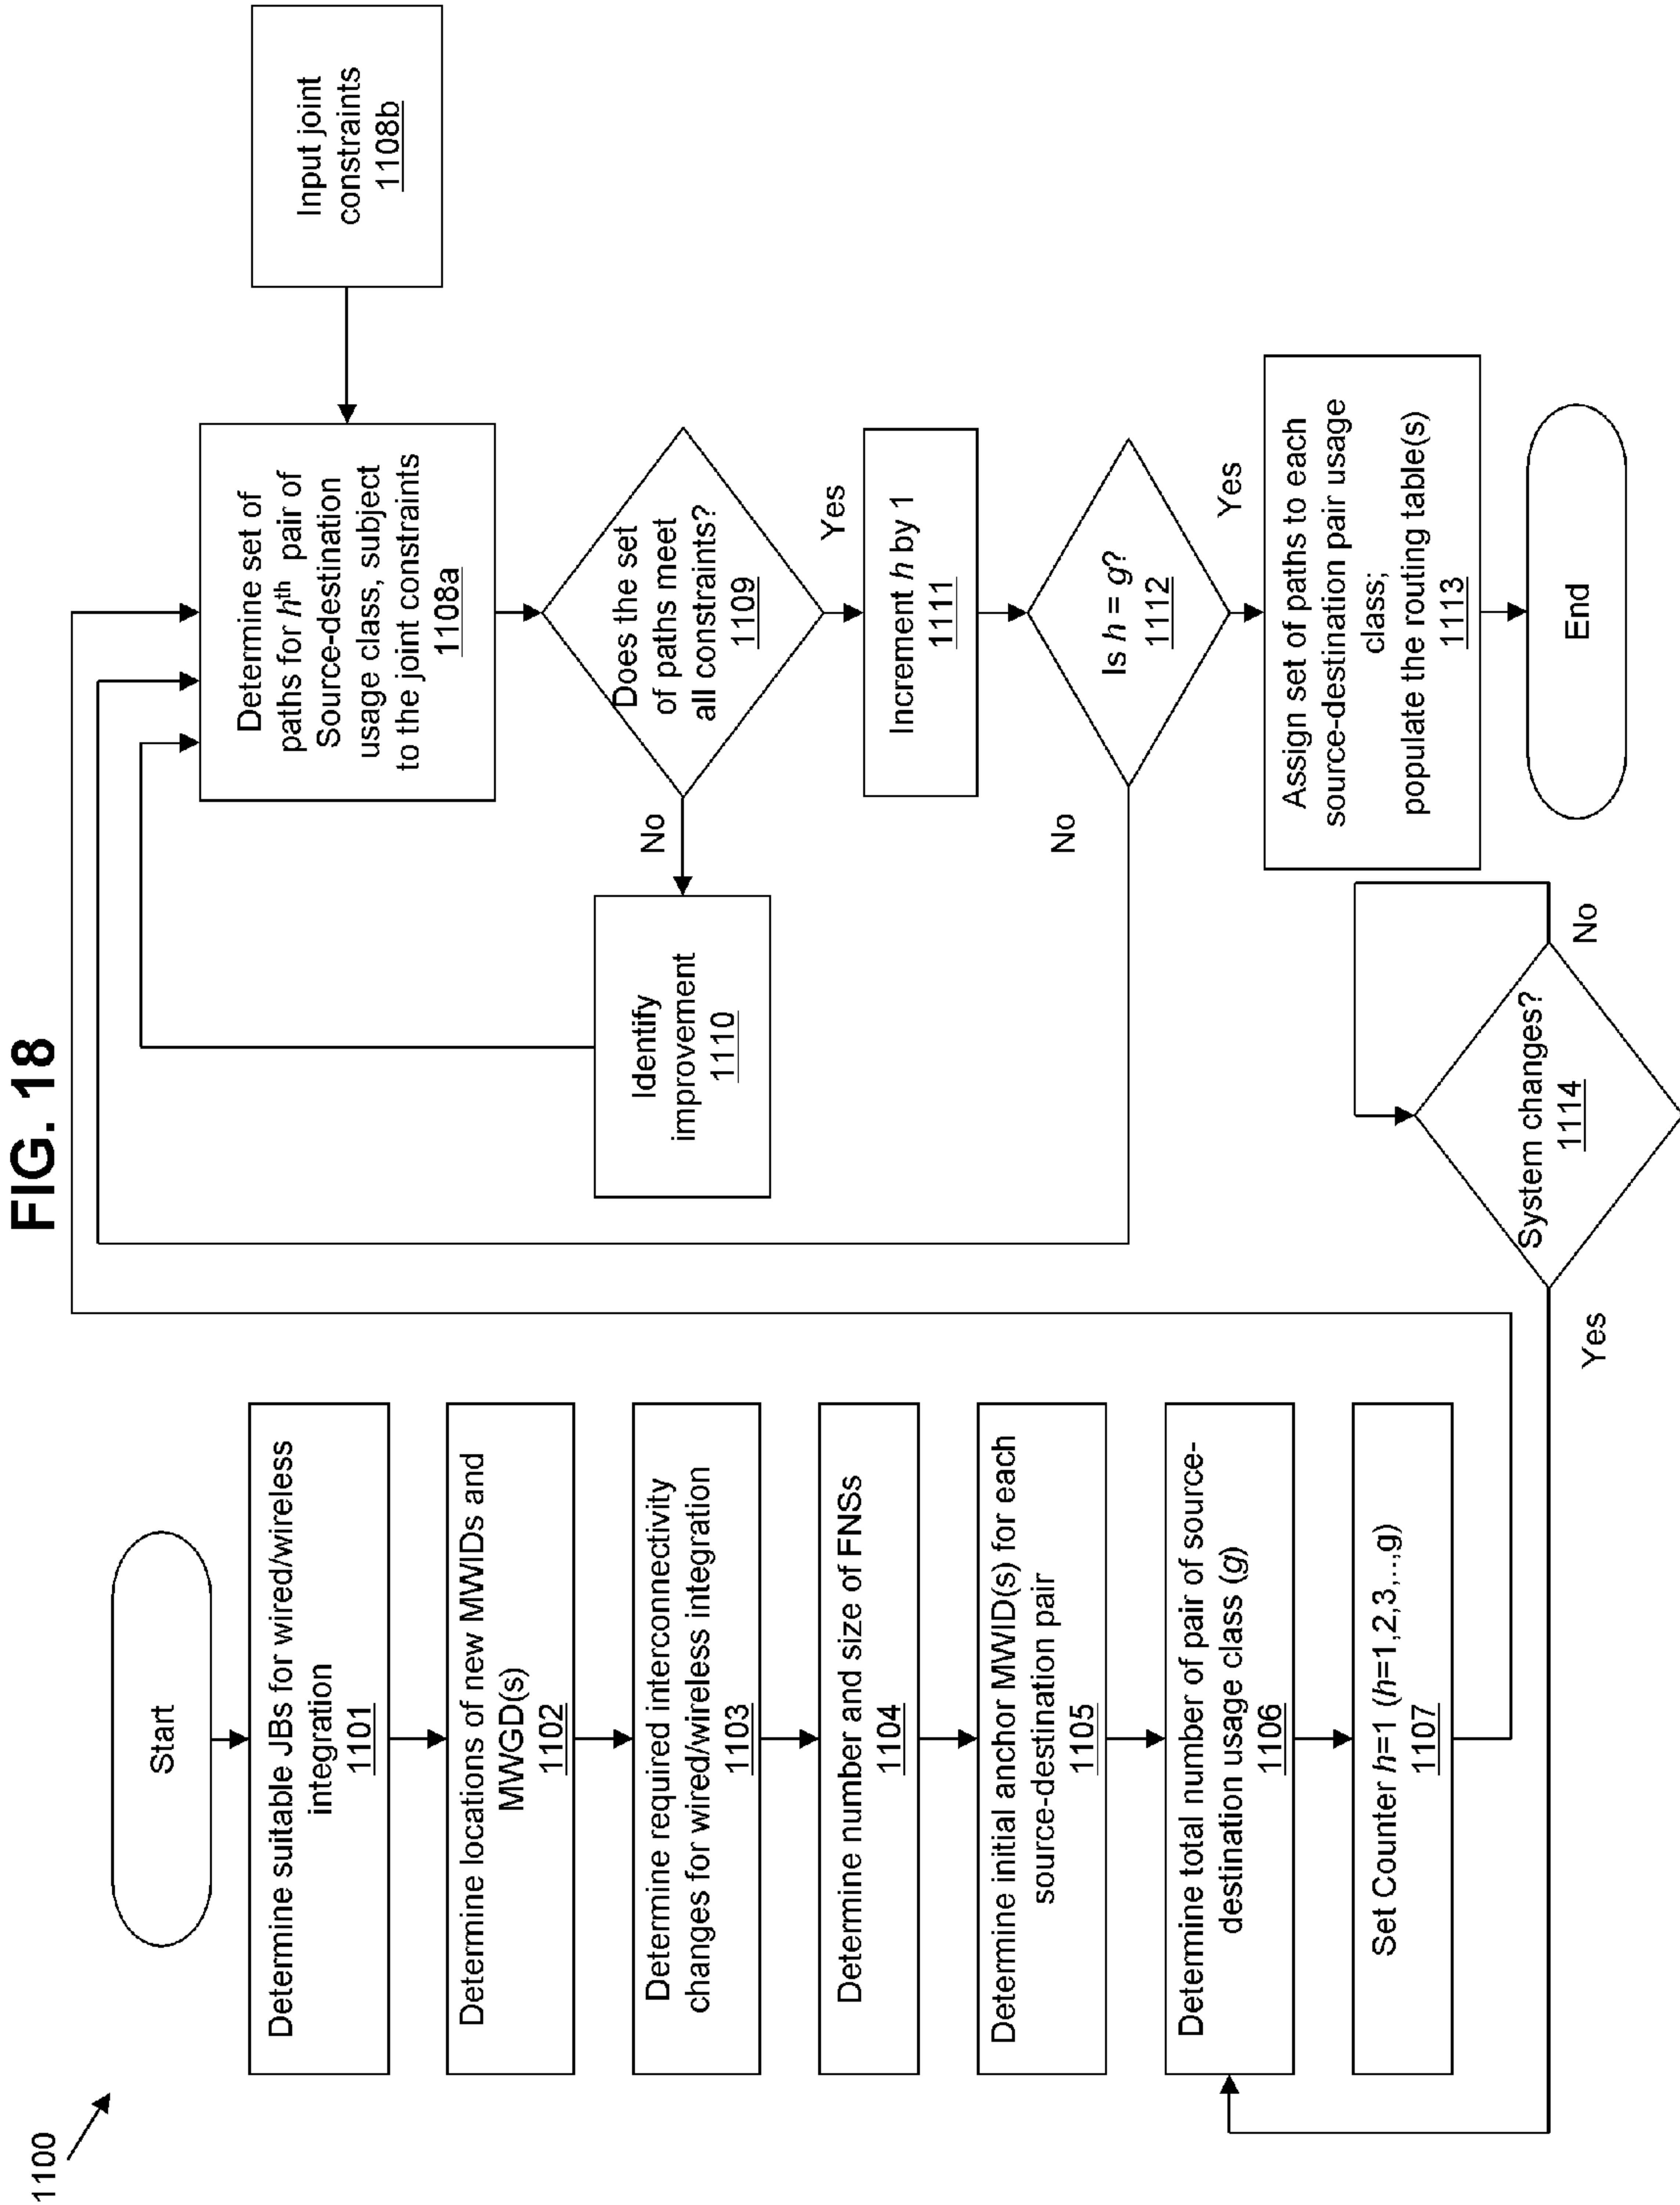 FIG. 18
1100
Start
Determine suitable JBs for wired/wireless
integration
1101
Determine locations of new MWIDs and
MWGD(s)
1102
Determine required interconnectivity
changes for wired/wireless integration
1103
Determine number and size of FNSs
1104
Determine initial anchor MWID(s) for each
source-destination pair
1105
Determine total number of pair of source-
destination usage class (g)
1106
Set Counter h=1 (h=1,2,3,..,g)
1107
Determine set of
paths for hth pair of
Source-destination
usage class, subject
to the joint constraints
1108a
Input joint
constraints
1108b
Does the set
of paths meet
all constraints?
1109
No
Yes
Identify
improvement
1110
Increment h by 1
1111
Is h = g?
1112
No
Yes
Assign set of paths to each
source-destination pair usage
class;
populate the routing table(s)
1113
End
System changes?
1114
No
Yes